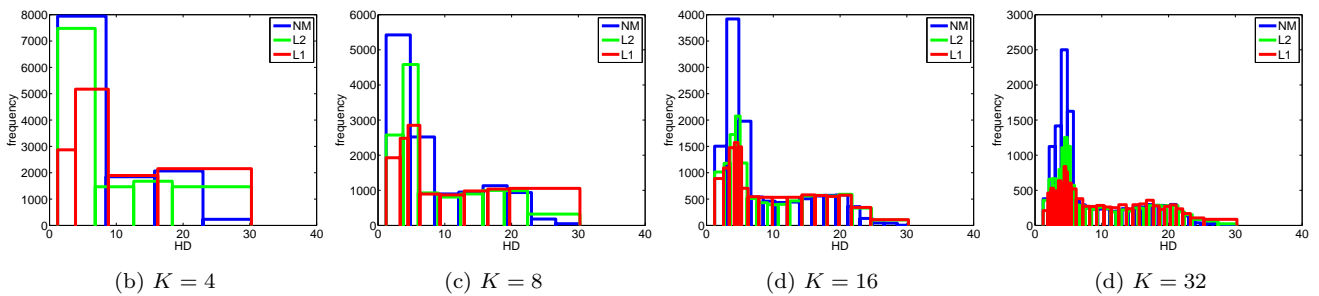 8000
7000
6000
5000
4000
3000
2000
1000
0
0
10
20
30
40
frequency
HD
NM
L2
L1
(b) K = 4
6000
5000
4000
3000
2000
1000
0
0
10
20
30
40
frequency
HD
NM
L2
L1
(c) K = 8
4000
3500
3000
2500
2000
1500
1000
500
0
0
10
20
30
40
frequency
HD
NM
L2
L1
(d) K = 16
3000
2500
2000
1500
1000
500
0
0
10
20
30
40
frequency
HD
NM
L2
L1
(d) K = 32